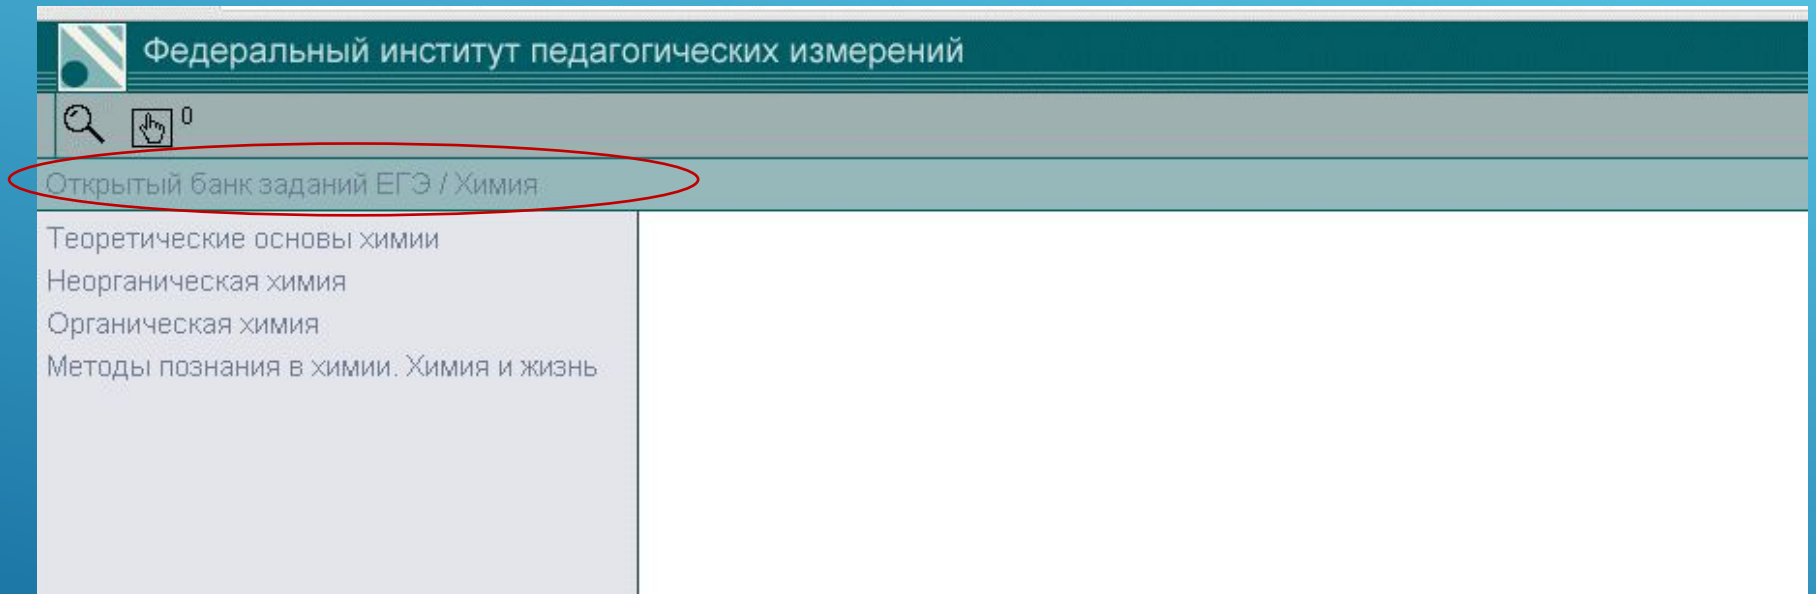 Федеральный институт педагогических измерений
0
Открытый банк заданий ЕГЭ / Химия
Теоретические основы химии
Неорганическая химия
Органическая химия
Методы познания в химии. Химия и жизнь